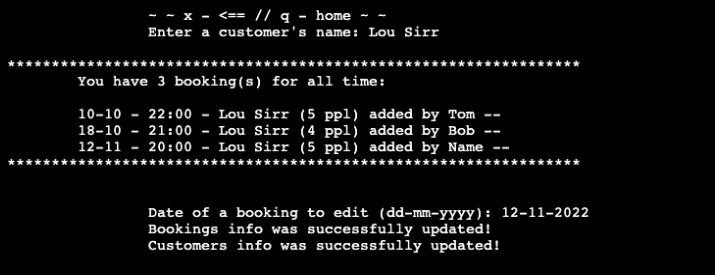 ~ ~ x - <== // q - home ~ ~
Enter a customer's name: Lou Sirr
*****************************************************************
You have 3 booking(s) for all time:
10-10 - 22:00 - Lou Sirr (5 ppl) added by Tom --
18-10 - 21:00 - Lou Sirr (4 ppl) added by Bob --
12-11 - 20:00 - Lou Sirr (5 ppl) added by Name --
*****************************************************************
Date of a booking to edit (dd-mm-yyyy): 12-11-2022
Bookings info was successfully updated!
Customers info was successfully updated!